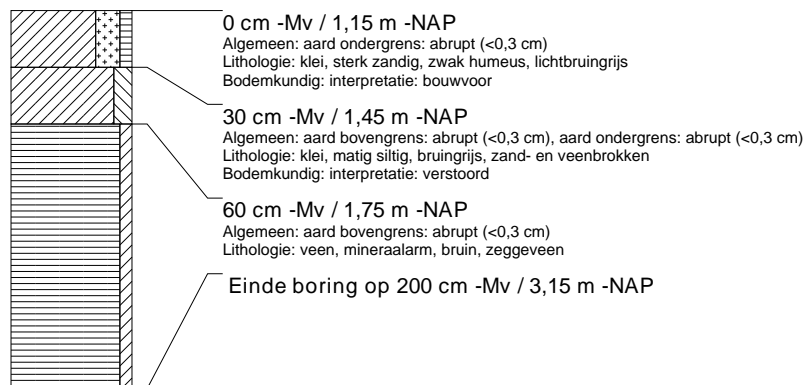 0 cm -Mv / 1,15 m -NAP
Algemeen: aard ondergrens: abrupt (<0,3 cm)
Lithologie: klei, sterk zandig, zwak humeus, lichtbruingrijs
Bodemkundig: interpretatie: bouwvoor
30 cm -Mv / 1,45 m -NAP
Algemeen: aard bovengrens: abrupt (<0,3 cm), aard ondergrens: abrupt (<0,3 cm)
Lithologie: klei, matig siltig, bruingrijs, zand- en veenbrokken
Bodemkundig: interpretatie: verstoord
60 cm -Mv / 1,75 m -NAP
Algemeen: aard bovengrens: abrupt (<0,3 cm)
Lithologie: veen, mineraalarm, bruin, zeggeveen
Einde boring op 200 cm -Mv / 3,15 m -NAP